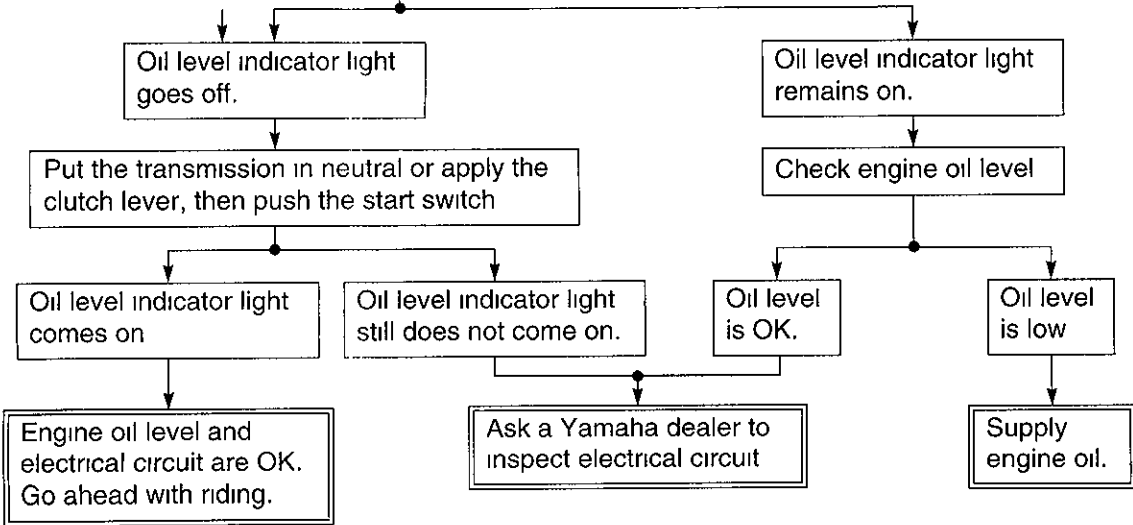 Oil level indicator light
goes off.
Oil level indicator light
remains on.
Put the transmission in neutral or apply the
clutch lever, then push the start switch
Check engine oil level
Oil level indicator light
comes on
Oil level indicator light
still does not come on.
Oil level
is OK.
Oil level
is low
Engine oil level and
electrical circuit are OK.
Go ahead with riding.
Ask a Yamaha dealer to
inspect electrical circuit
Supply
engine oil.